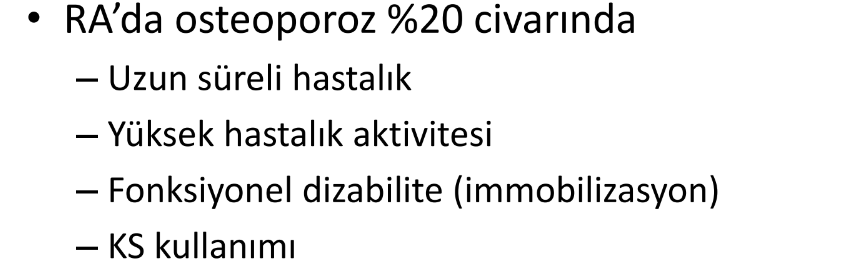 • RA’da osteoporoz %20 civarında
– Uzun süreli hastalık
– Yüksek hastalık aktivitesi
– Fonksiyonel dizabilite (immobilizasyon)
– KS kullanımı